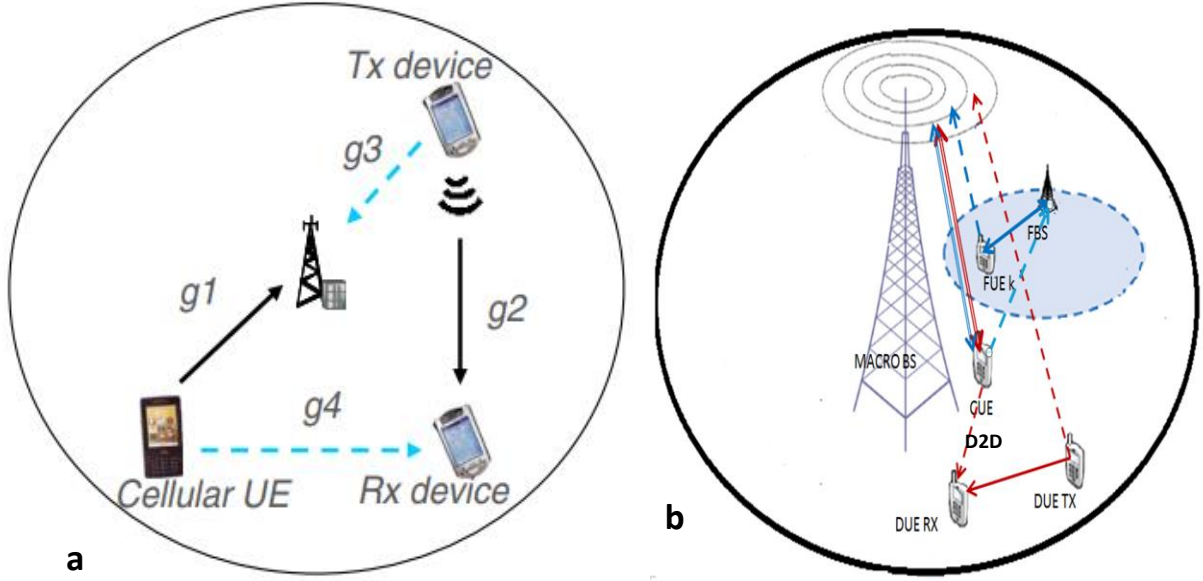 Tx device
g3
g1
g2
g4
Cellular UE
Rx device
a
FBS
FUE k
MACRO BS
CUE
D2D
DUE RX
DUE TX
b